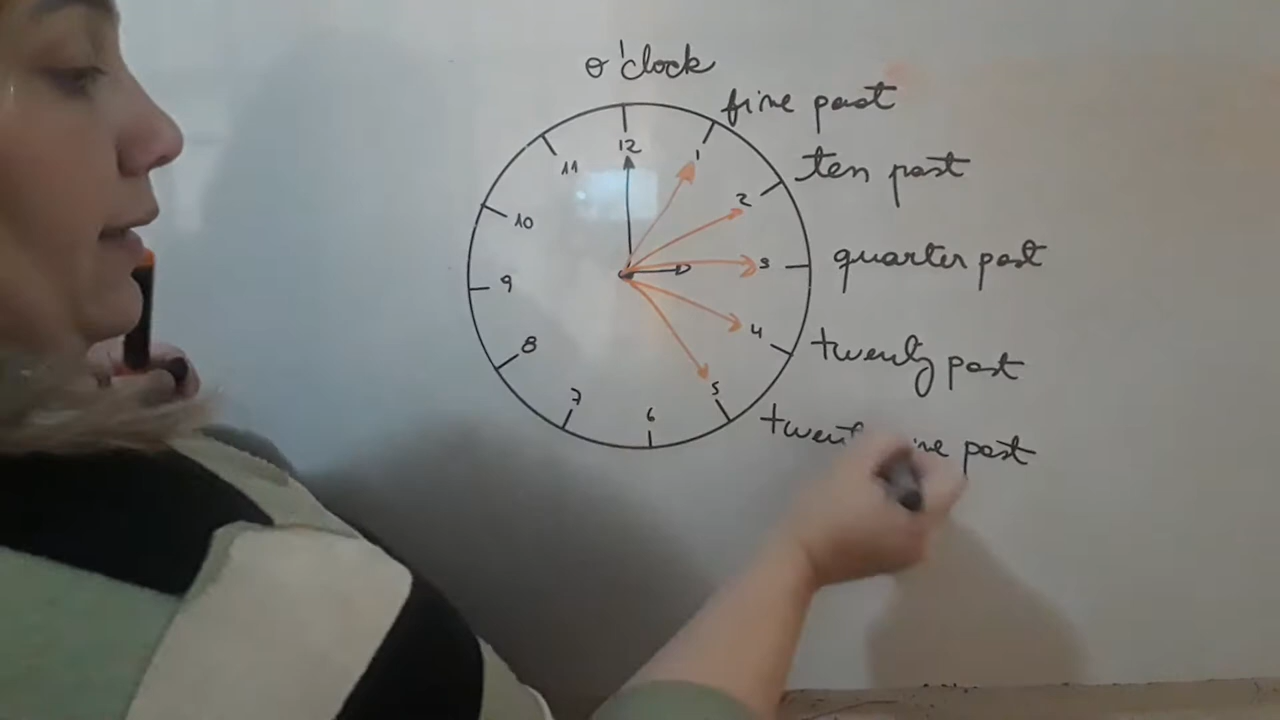 o'clock
five past
ten past
quarter past
twenty past
past
12
1
2
3
4
5
6
7
8
9
10
11